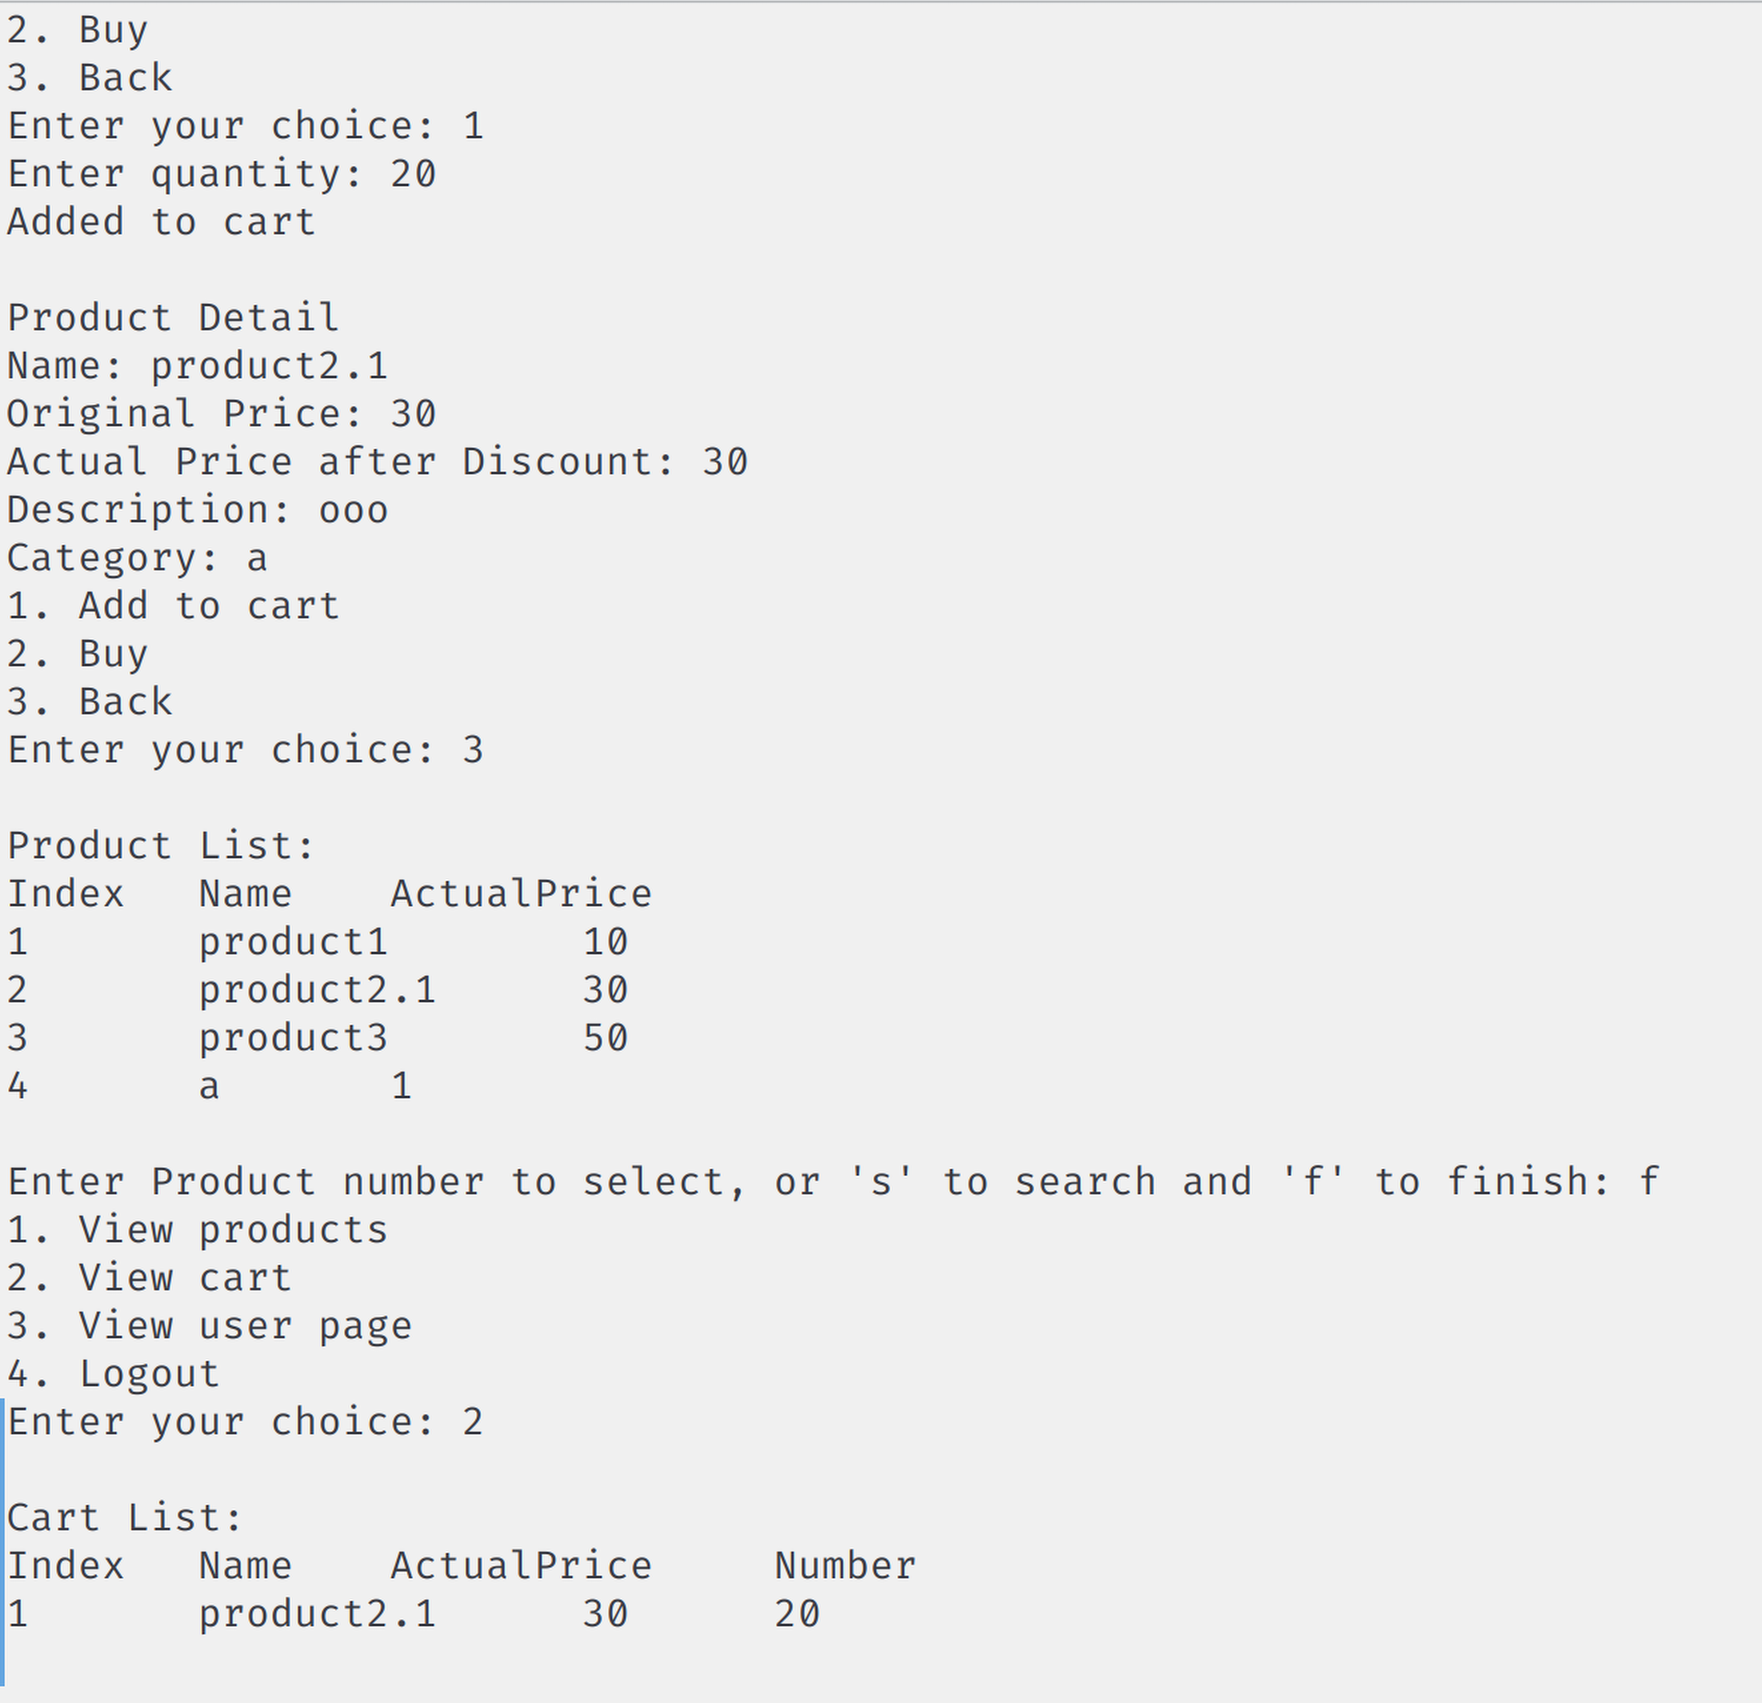 2. Buy
3. Back
Enter your choice: 1
Enter quantity: 20
Added to cart

Product Detail
Name: product2.1
Original Price: 30
Actual Price after Discount: 30
Description: ooo
Category: a
1. Add to cart
2. Buy
3. Back
Enter your choice: 3

Product List:
Index   Name    ActualPrice
1       product1        10
2       product2.1      30
3       product3        50
4       a       1

Enter Product number to select, or 's' to search and 'f' to finish: f
1. View products
2. View cart
3. View user page
4. Logout
Enter your choice: 2

Cart List:
Index   Name    ActualPrice     Number
1       product2.1      30      20